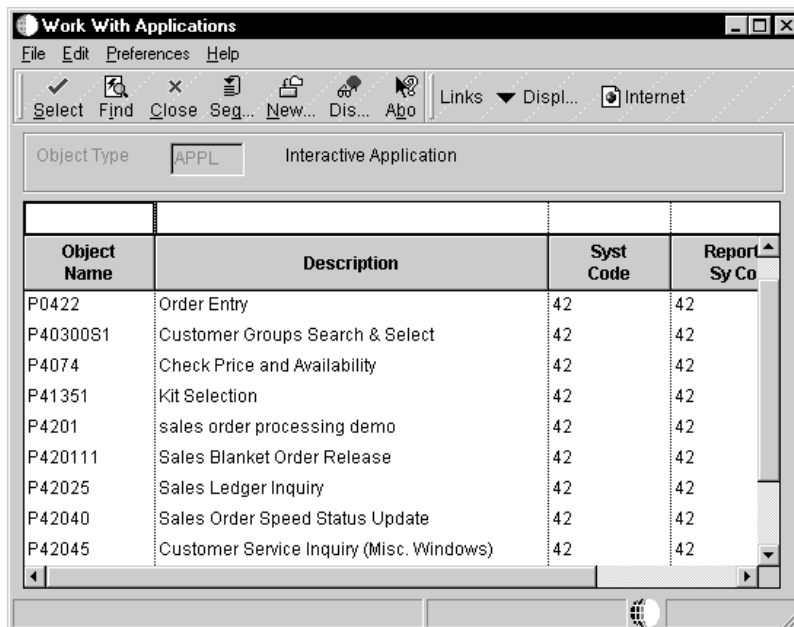 Work With Applications
File Edit Preferences Help
Select Find Close Seq... New... Dis... Abo Links Displ... Internet
Object Type APPL Interactive Application
Object Name Description Syst Code Report Sy Co
P0422 Order Entry 42 42
P40300S1 Customer Groups Search & Select 42 42
P4074 Check Price and Availability 42 42
P41351 Kit Selection 42 42
P4201 sales order processing demo 42 42
P420111 Sales Blanket Order Release 42 42
P42025 Sales Ledger Inquiry 42 42
P42040 Sales Order Speed Status Update 42 42
P42045 Customer Service Inquiry (Misc. Windows) 42 42